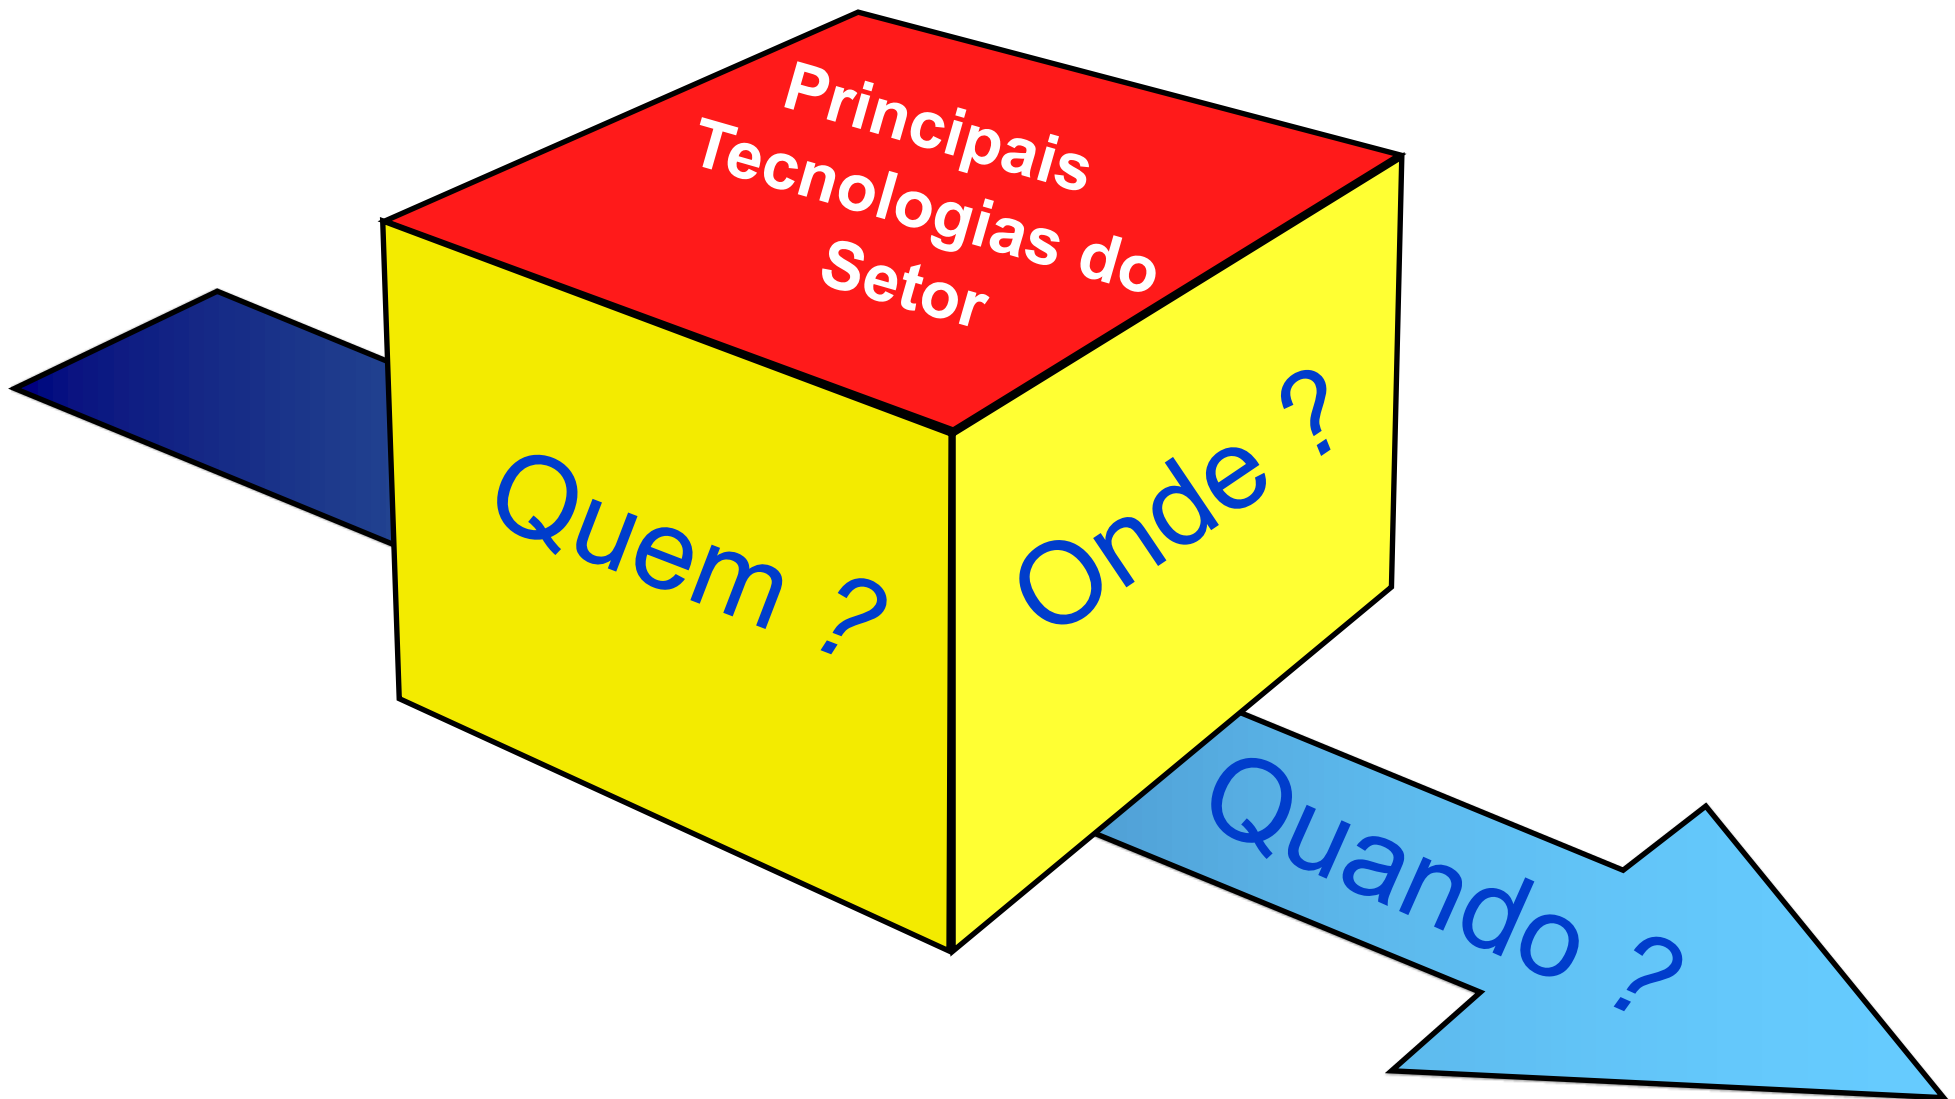 Principais
Tecnologias do
Setor
Quem ?
Onde ?
Quando ?